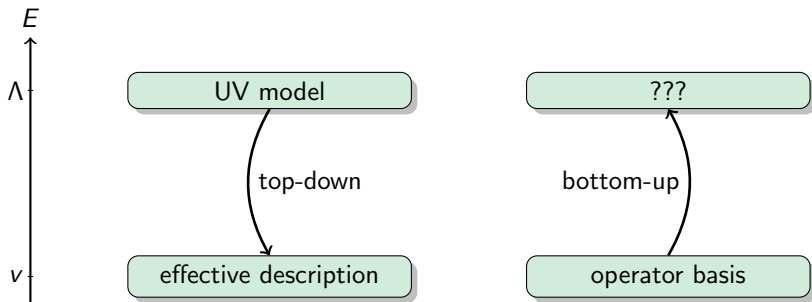 E
Λ
UV model
???
top-down
bottom-up
v
effective description
operator basis